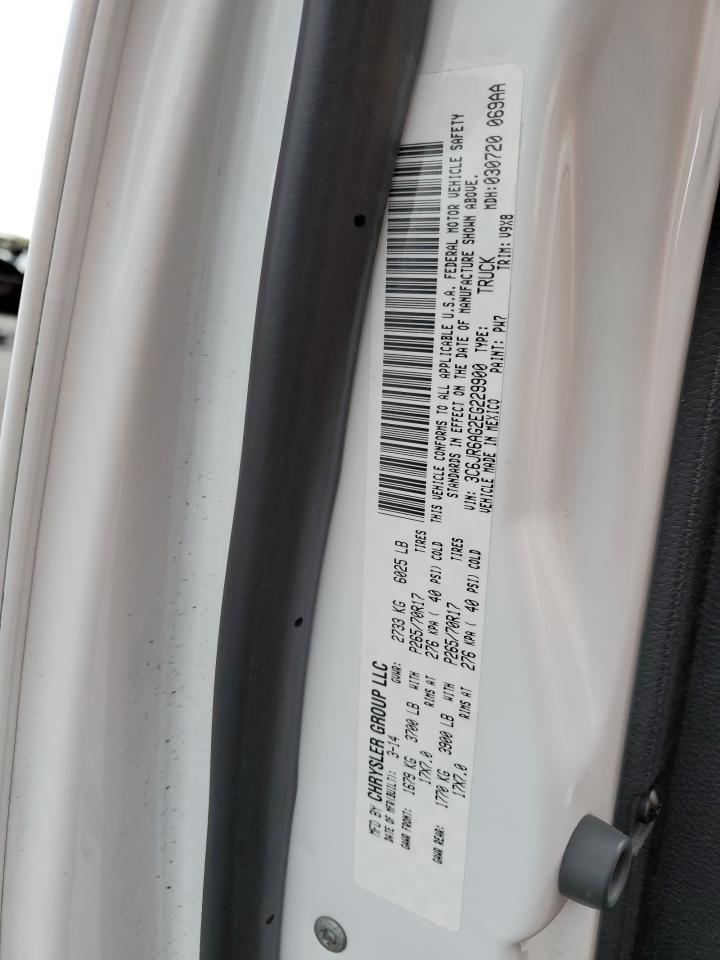 MFD BY CHRYSLER GROUP LLC
DATE OF MFR(BUILT): 3-14 GVWR: 2733 KG 6025 LB
GAWR FRONT: 1679 KG 3700 LB WITH P265/70R17 TIRES
17X7.0 RIMS AT 276 KPA ( 40 PSI) COLD
GAWR REAR: 1770 KG 3900 LB WITH P265/70R17 TIRES
17X7.0 RIMS AT 276 KPA ( 40 PSI) COLD
THIS VEHICLE CONFORMS TO ALL APPLICABLE U.S.A. FEDERAL MOTOR VEHICLE SAFETY
STANDARDS IN EFFECT ON THE DATE OF MANUFACTURE SHOWN ABOVE.
VIN: 3C6JR6AG2EG229900 TYPE: TRUCK MDH:030720 069AA
VEHICLE MADE IN MEXICO PAINT: PW7 TRIM: V9X8